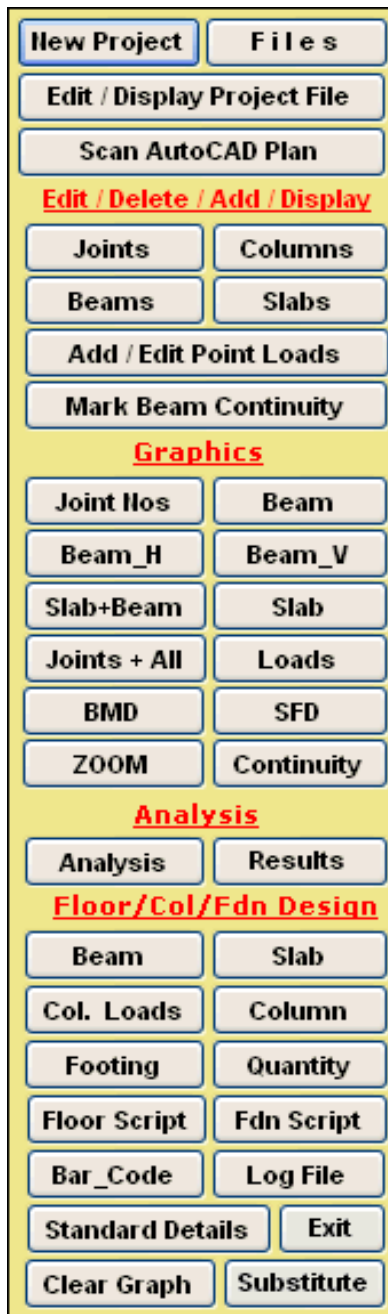 New Project Files
Edit / Display Project File
Scan AutoCAD Plan
Edit / Delete / Add / Display
Joints Columns
Beams Slabs
Add / Edit Point Loads
Mark Beam Continuity
Graphics
Joint Nos Beam
Beam_H Beam_V
Slab+Beam Slab
Joints + All Loads
BMD SFD
ZOOM Continuity
Analysis
Analysis Results
Floor/Col/Fdn Design
Beam Slab
Col. Loads Column
Footing Quantity
Floor Script Fdn Script
Bar_Code Log File
Standard Details Exit
Clear Graph Substitute